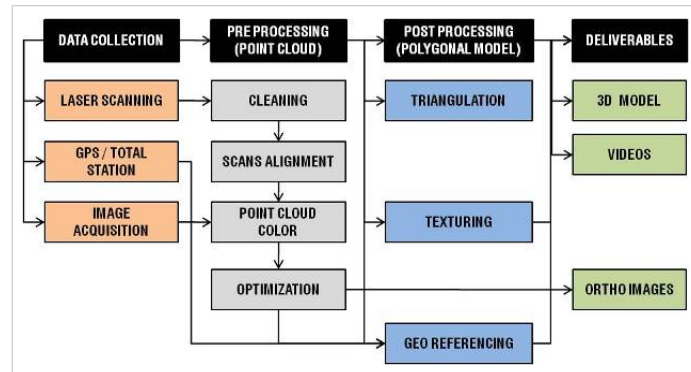 DATA COLLECTION
PRE PROCESSING
(POINT CLOUD)
POST PROCESSING
(POLYGONAL MODEL)
DELIVERABLES
LASER SCANNING
CLEANING
TRIANGULATION
3D MODEL
GPS / TOTAL
STATION
SCANS ALIGNMENT
VIDEOS
IMAGE
ACQUISITION
POINT CLOUD
COLOR
TEXTURING
OPTIMIZATION
ORTHO IMAGES
GEO REFERENCING